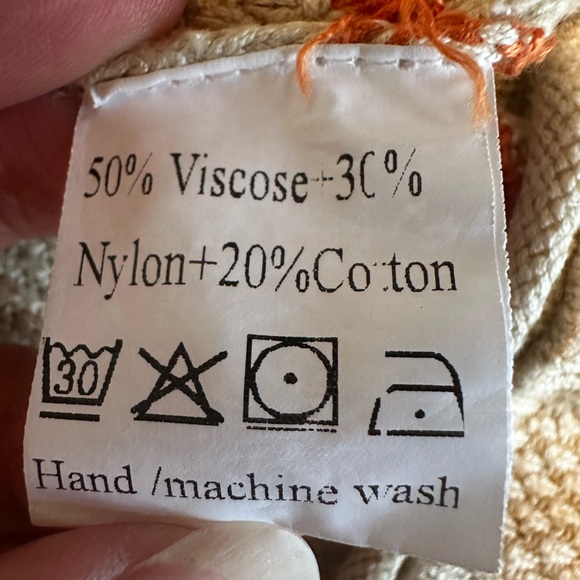 50% Viscose+30%
Nylon+20%Cotton
30
Hand /machine wash